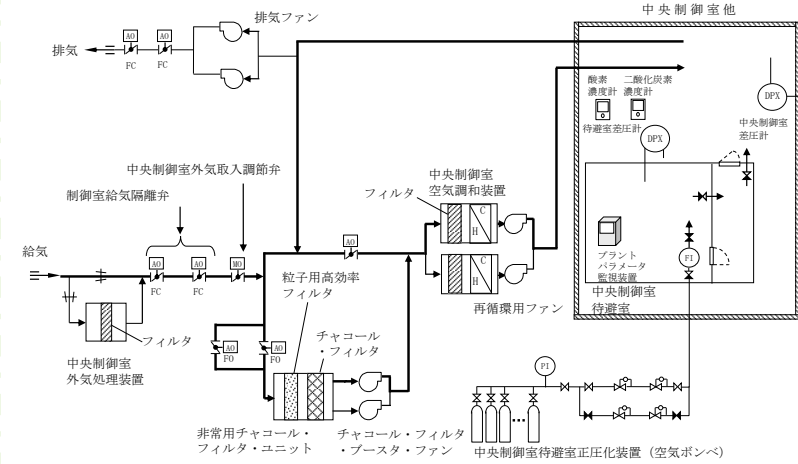 中央制御室他
排気ファン
AO
AO
排気
FC
FC
酸素
濃度計
二酸化炭素
濃度計
DPX
待避室差圧計
中央制御室
差圧計
DPX
中央制御室外気取入調節弁
制御室給気隔離弁
中央制御室
空気調和装置
フィルタ
C
H
C
H
給気
AO
AO
MO
AO
FC
FC
粒子用高効率
フィルタ
再循環用ファン
プラント
パラメータ
監視装置
FI
中央制御室
待避室
フィルタ
チャコール
・フィルタ
AO
FO
AO
FO
中央制御室
外気処理装置
PI
非常用チャコール・
フィルタ・ユニット
チャコール・フィルタ
・ブースタ・ファン
中央制御室待避室正圧化装置（空気ボンベ）